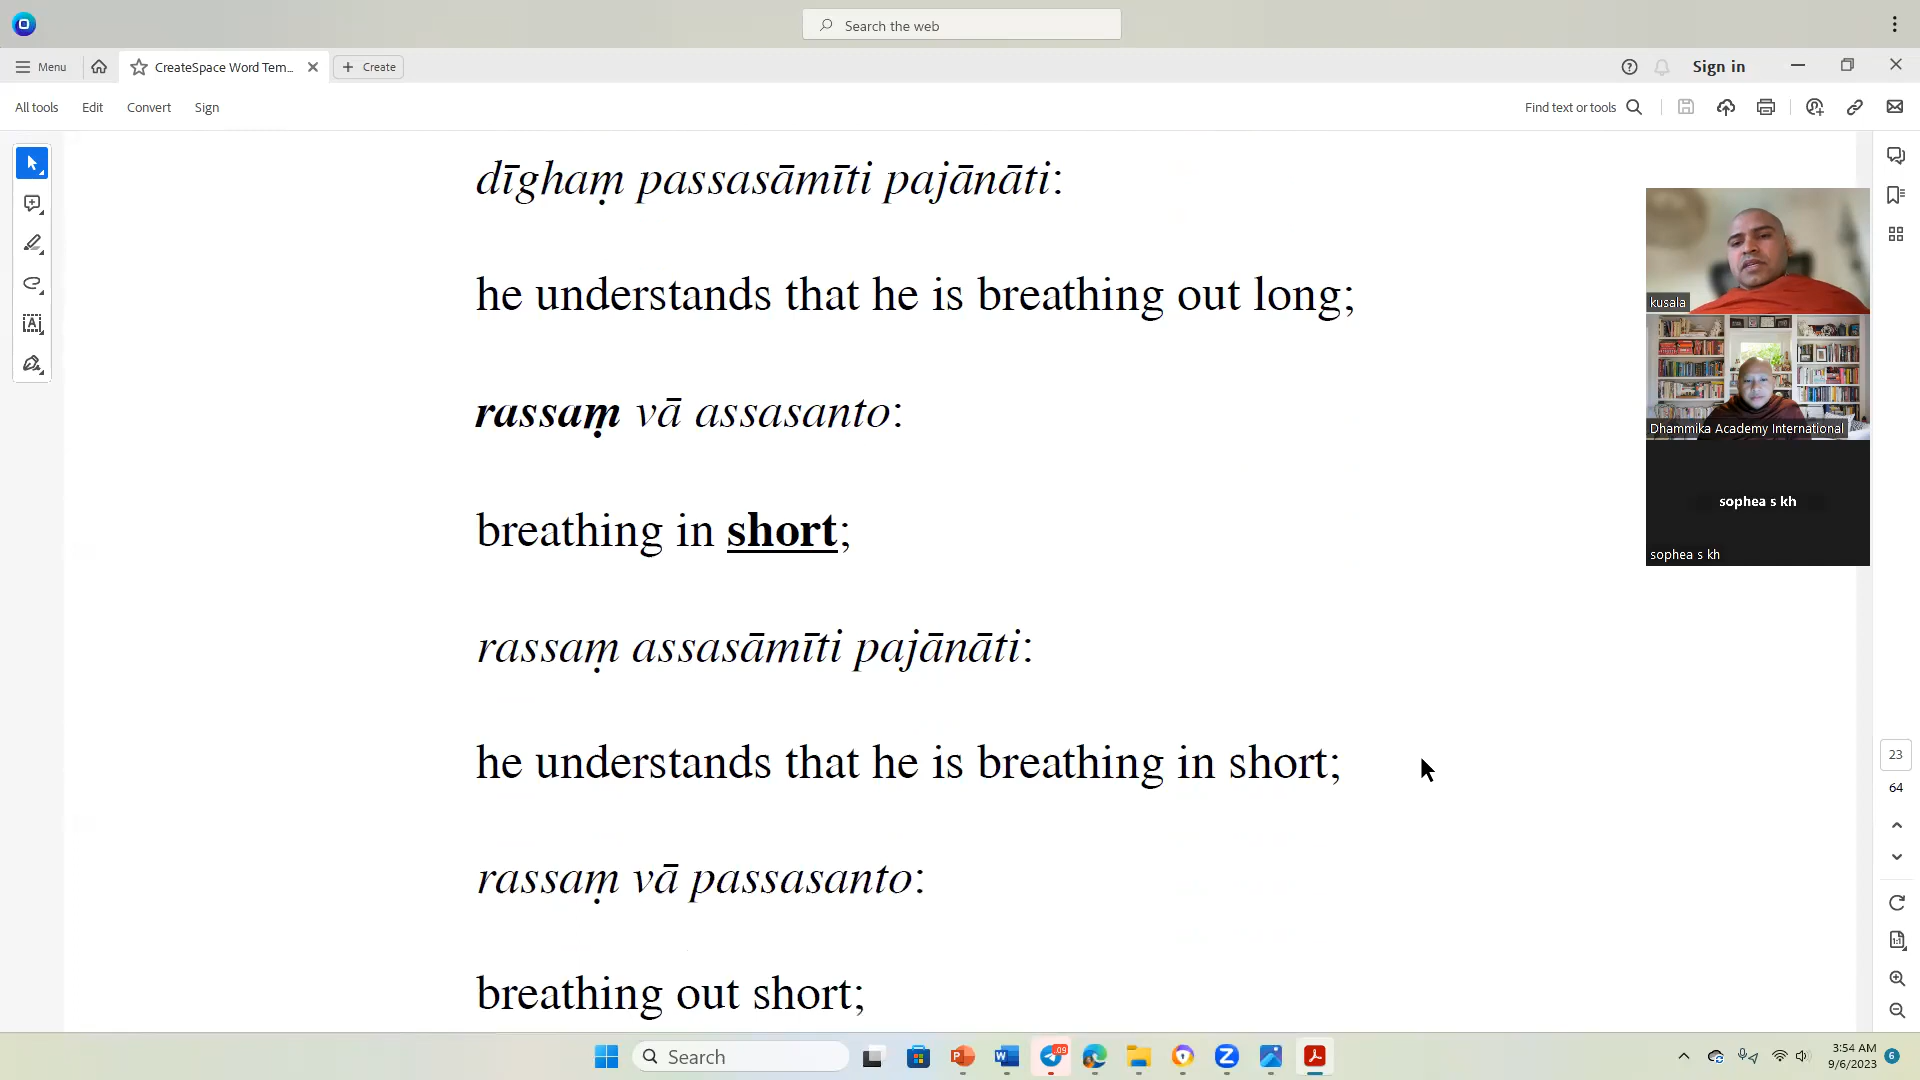 Search the web
Menu
CreateSpace Word Tem...
Create
Sign in
All tools
Edit
Convert
Sign
Find text or tools
dīghaṃ passasāmīti pajānāti:
he understands that he is breathing out long;
rassaṃ vā assasanto:
breathing in short;
rassaṃ assasāmīti pajānāti:
he understands that he is breathing in short;
rassaṃ vā passasanto:
breathing out short;
kusala
Dhammika Academy International
sophea s kh
sophea s kh
23
64
Search
.09
3:54 AM
9/6/2023
6